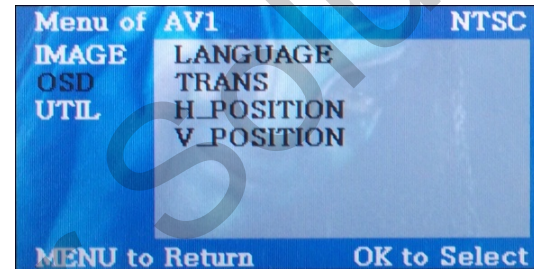 Menu of AV1 NTSC
IMAGE LANGUAGE
OSD TRANS
UTIL H_POSITION
V_POSITION
MENU to Return OK to Select